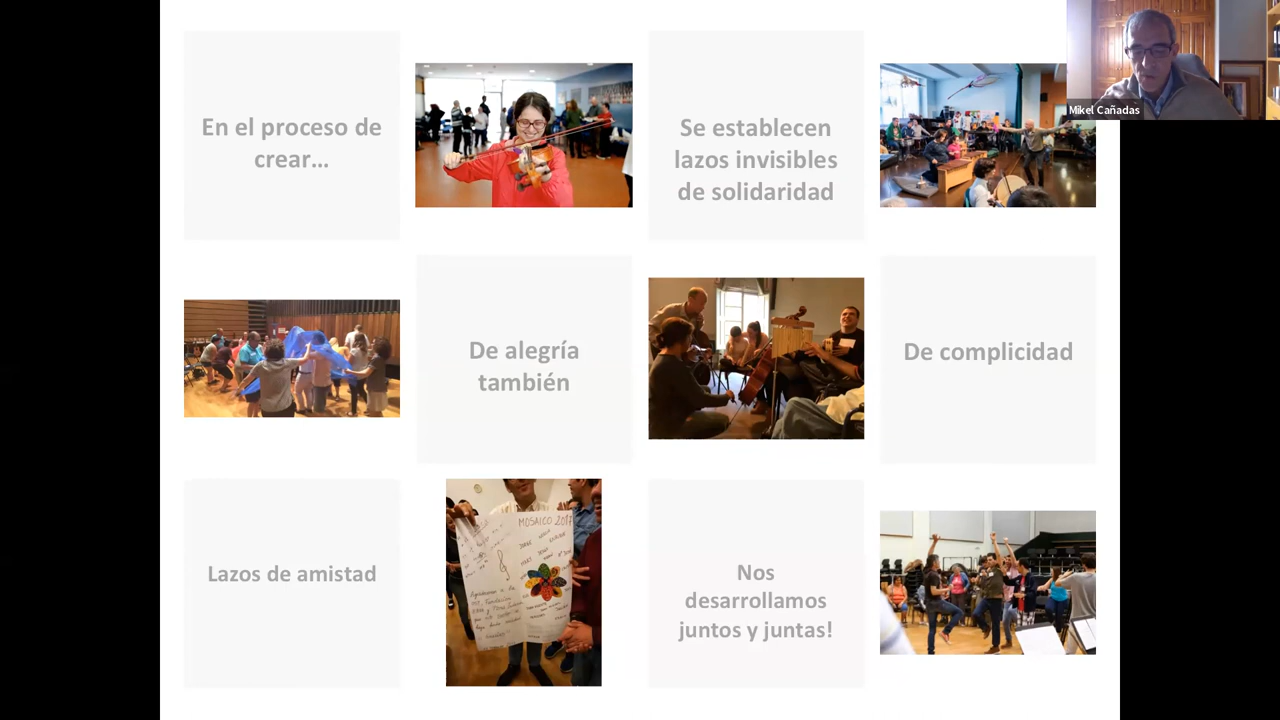 En el proceso de
crear...
Se establecen
lazos invisibles
de solidaridad
Mikel Cañadas
De alegría
también
De complicidad
Lazos de amistad
MOSAICO 2017
Nos
desarrollamos
juntos y juntas!